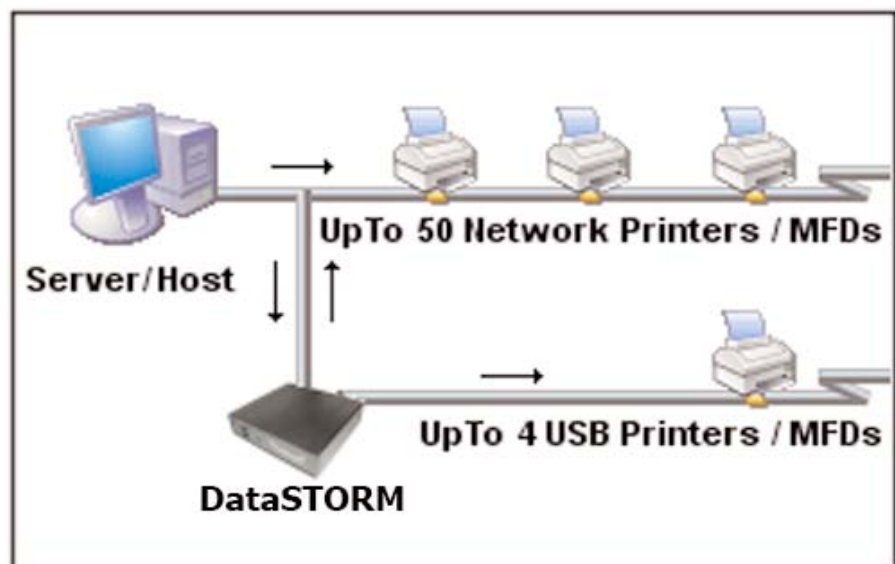 UpTo 50 Network Printers / MFDs
Server/Host
UpTo 4 USB Printers / MFDs
DataSTORM